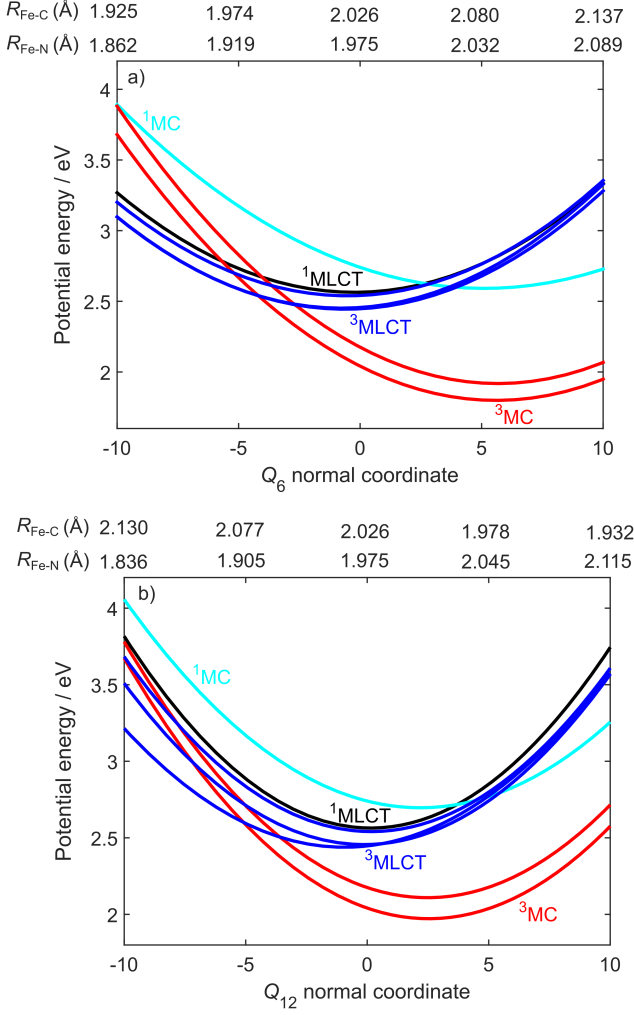 R_Fe-C (Å) 1.925 1.974 2.026 2.080 2.137
R_Fe-N (Å) 1.862 1.919 1.975 2.032 2.089
a)
4
¹MC
3.5
Potential energy / eV
3
¹MLCT
2.5
³MLCT
2
³MC
-10 -5 0 5 10
Q₆ normal coordinate
R_Fe-C (Å) 2.130 2.077 2.026 1.978 1.932
R_Fe-N (Å) 1.836 1.905 1.975 2.045 2.115
b)
4
¹MC
3.5
Potential energy / eV
3
¹MLCT
2.5
³MLCT
2
³MC
-10 -5 0 5 10
Q₁₂ normal coordinate